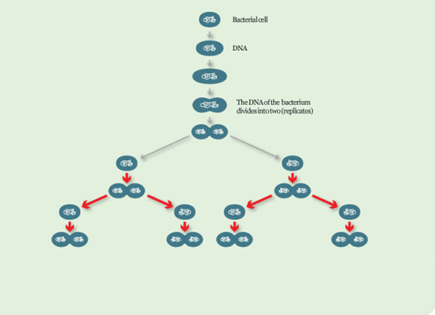 Bacterial cell
DNA
The DNA of the bacterium
divides into two (replicates)